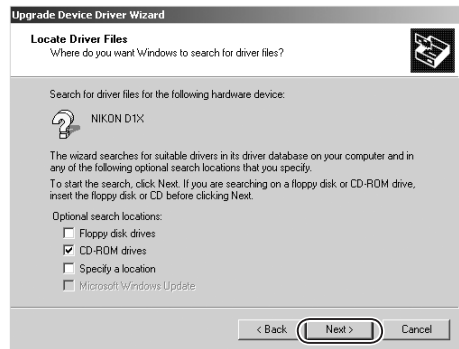 Upgrade Device Driver Wizard
Locate Driver Files
Where do you want Windows to search for driver files?
Search for driver files for the following hardware device:
NIKON D1X
The wizard searches for suitable drivers in its driver database on your computer and in
any of the following optional search locations that you specify.
To start the search, click Next. If you are searching on a floppy disk or CD-ROM drive,
insert the floppy disk or CD before clicking Next.
Optional search locations:
Floppy disk drives
CD-ROM drives
Specify a location
Microsoft Windows Update
< Back Next > Cancel